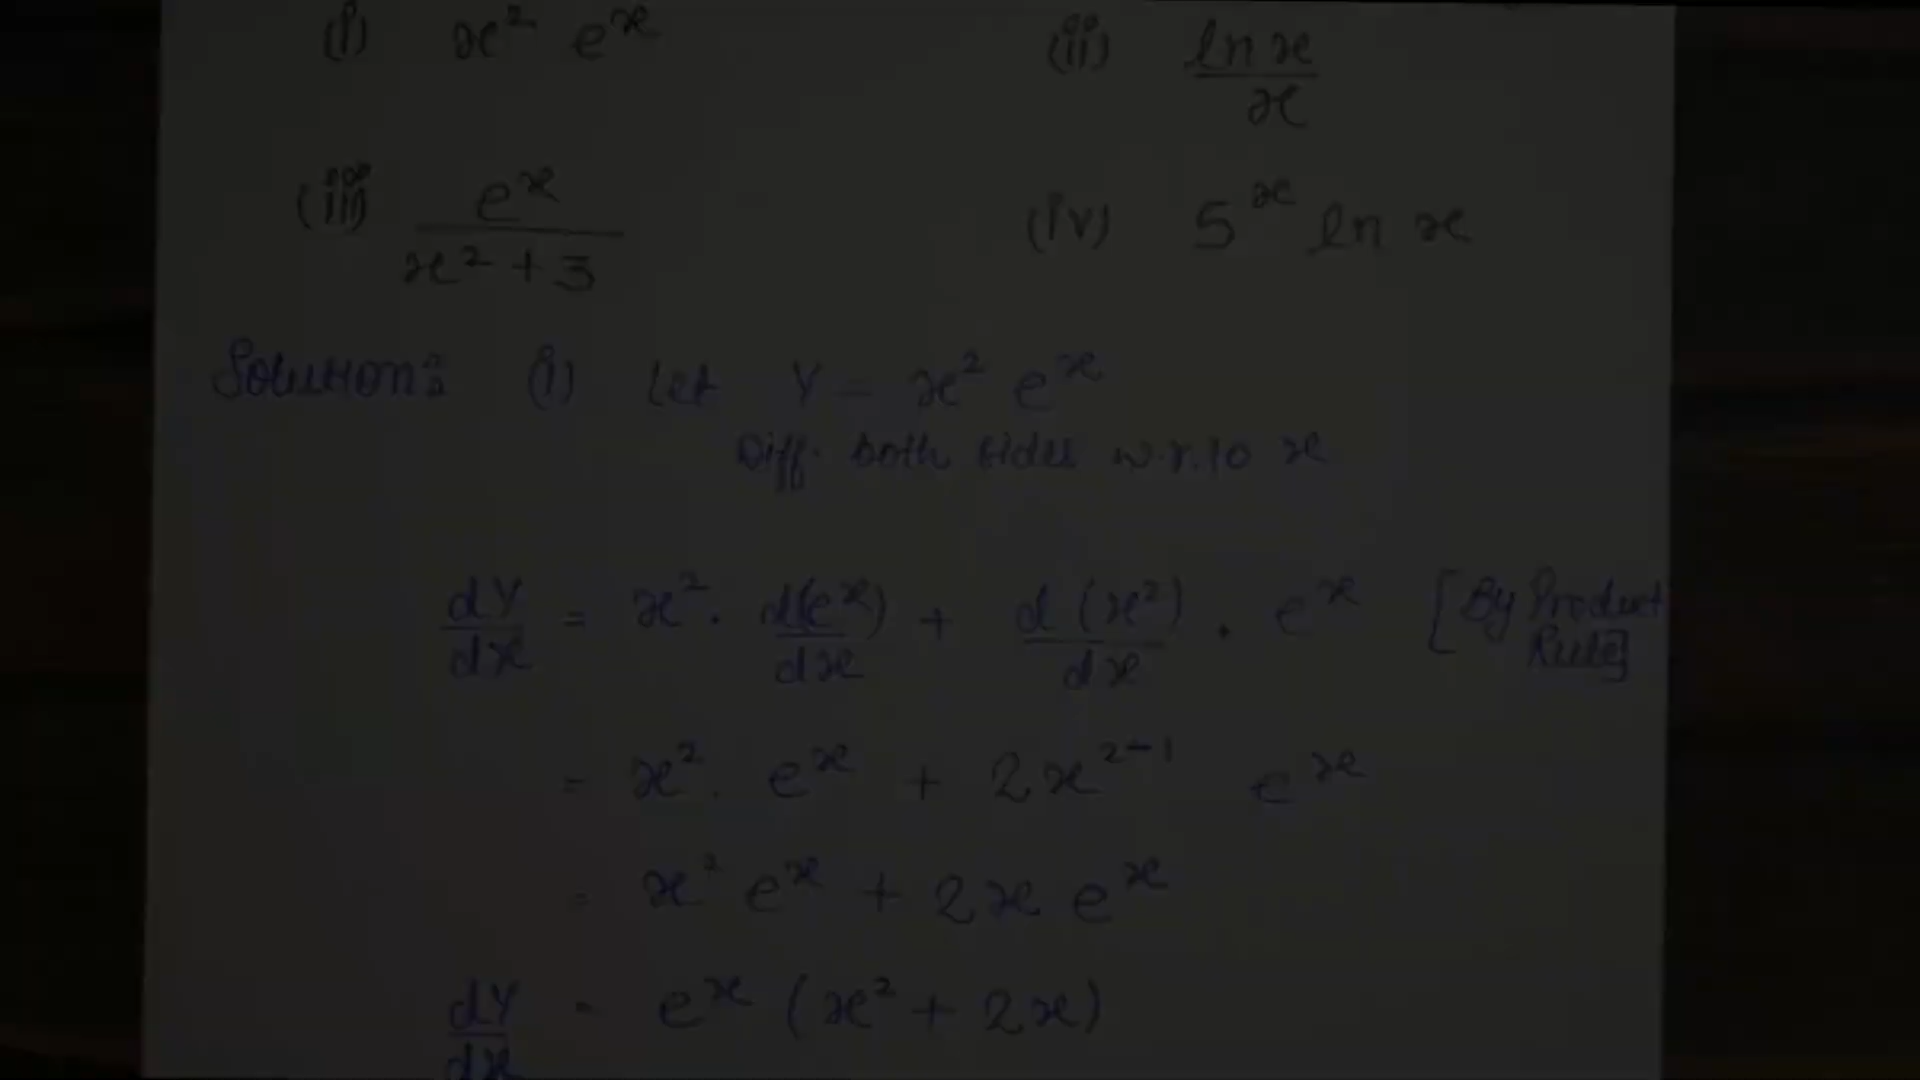 (i) x² eˣ (ii) ln x / x
(iii) eˣ / x² + 3 (iv) 5ˣ ln x
Solution: (i) Let Y = x² eˣ
Diff. both sides w.r.to x
dY/dx = x² . d(eˣ)/dx + d(x²)/dx . eˣ [By Product Rule]
= x² . eˣ + 2x²⁻¹ eˣ
= x² eˣ + 2x eˣ
dY/dx = eˣ (x² + 2x)